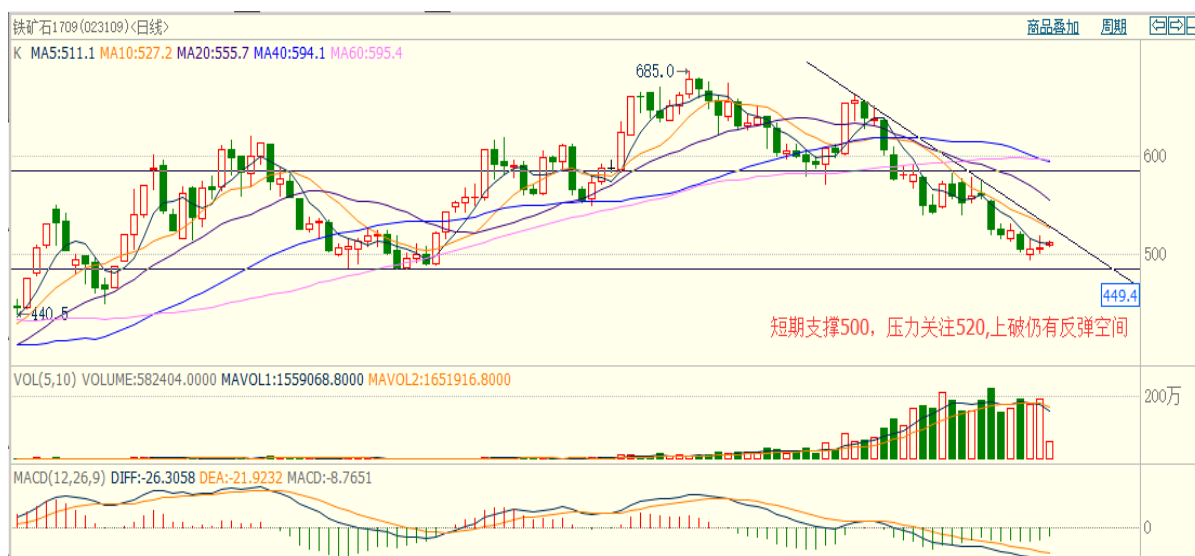 铁矿石1709(023109)<日线>
商品叠加 周期
K MA5:511.1 MA10:527.2 MA20:555.7 MA40:594.1 MA60:595.4
685.0→
600
500
←440.5
449.4
短期支撑500，压力关注520,上破仍有反弹空间
VOL(5,10) VOLUME:582404.0000 MAVOL1:1559068.8000 MAVOL2:1651916.8000
200万
MACD(12,26,9) DIFF:-26.3058 DEA:-21.9232 MACD:-8.7651
0